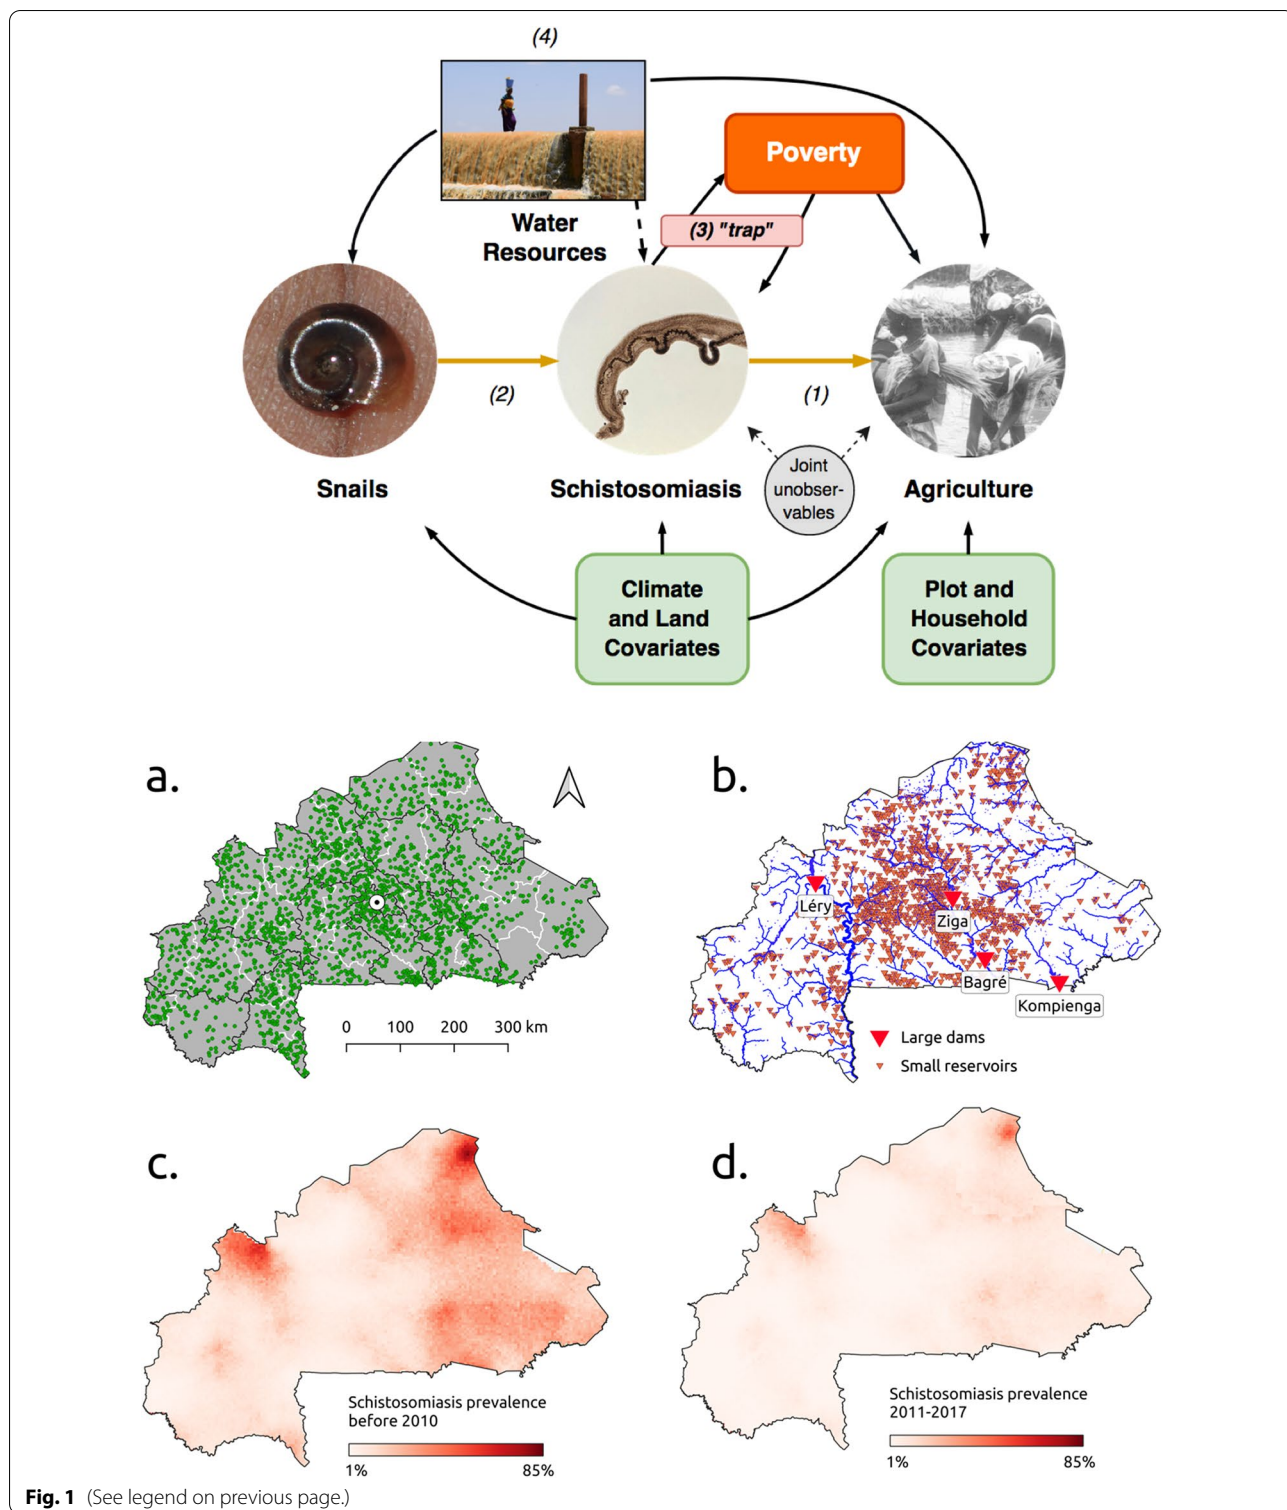 (4)
Poverty
Water
Resources
(3) "trap"
(2)
(1)
Snails
Schistosomiasis
Joint
unobser-
vables
Agriculture
Climate
and Land
Covariates
Plot and
Household
Covariates
a.
0 100 200 300 km
b.
Léry
Ziga
Bagré
Kompienga
Large dams
Small reservoirs
c.
Schistosomiasis prevalence
before 2010
1% 85%
d.
Schistosomiasis prevalence
2011-2017
1% 85%
Fig. 1 (See legend on previous page.)